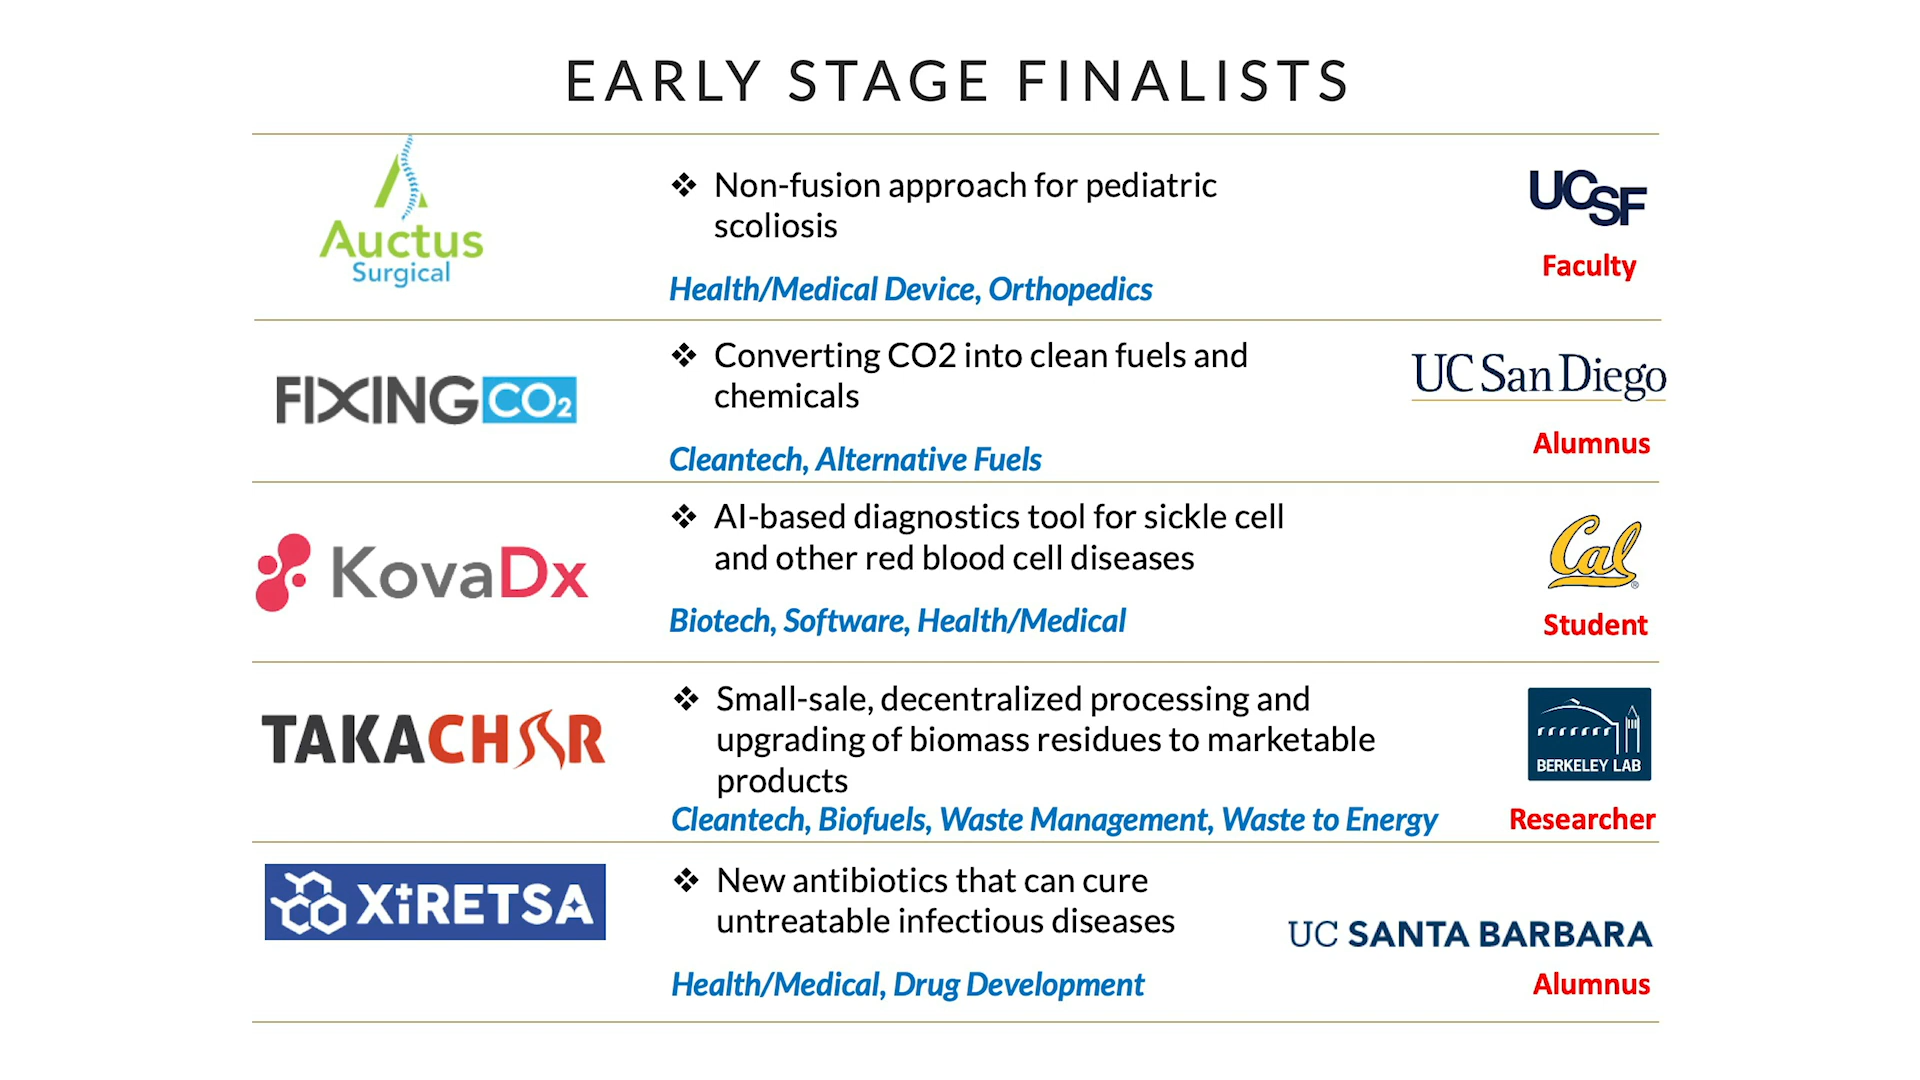 EARLY STAGE FINALISTS
Auctus
Surgical
❖ Non-fusion approach for pediatric
scoliosis
Health/Medical Device, Orthopedics
UCSF
Faculty
FIXING CO2
❖ Converting CO2 into clean fuels and
chemicals
Cleantech, Alternative Fuels
UC San Diego
Alumnus
KovaDx
❖ AI-based diagnostics tool for sickle cell
and other red blood cell diseases
Biotech, Software, Health/Medical
Cal
Student
TAKACHAR
❖ Small-sale, decentralized processing and
upgrading of biomass residues to marketable
products
Cleantech, Biofuels, Waste Management, Waste to Energy
BERKELEY LAB
Researcher
XiRETSA
❖ New antibiotics that can cure
untreatable infectious diseases
Health/Medical, Drug Development
UC SANTA BARBARA
Alumnus